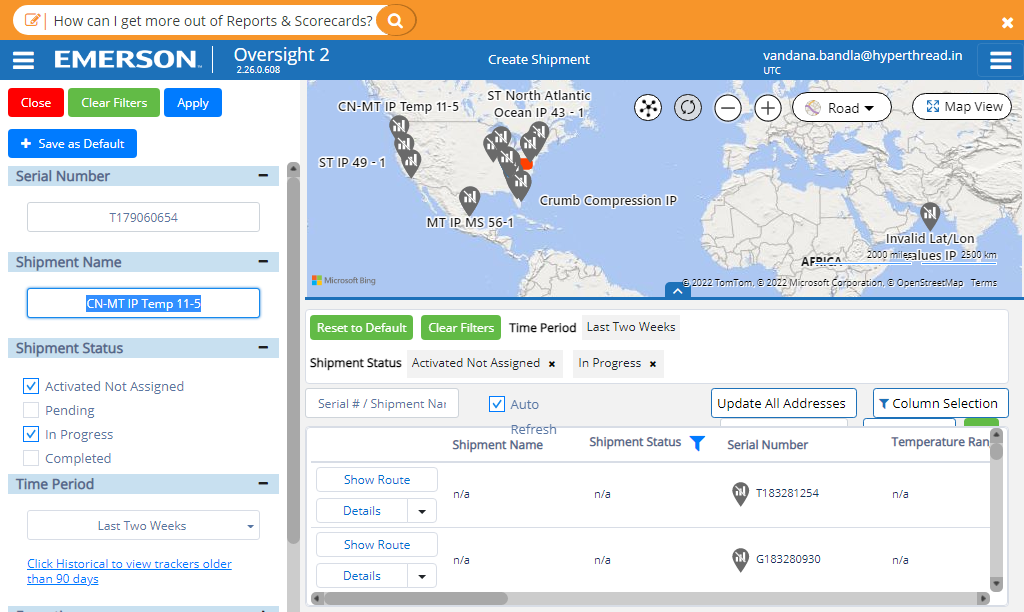 How can I get more out of Reports & Scorecards?
EMERSON
Oversight 2
2.26.0.608
Create Shipment
vandana.bandla@hyperthread.in
UTC
Close
Clear Filters
Apply
Save as Default
Serial Number
T179060654
Shipment Name
CN-MT IP Temp 11-5
Shipment Status
Activated Not Assigned
Pending
In Progress
Completed
Time Period
Last Two Weeks
Click Historical to view trackers older
than 90 days
CN-MT IP Temp 11-5
ST North Atlantic
Ocean IP 43 - 1
Road
Map View
ST IP 49 - 1
Crumb Compression IP
MT IP MS 56-1
Invalid Lat/Lon
Values IP
2000 miles
2500 km
AFRICA
Microsoft Bing
© 2022 TomTom, © 2022 Microsoft Corporation, © OpenStreetMap Terms
Reset to Default
Clear Filters
Time Period
Last Two Weeks
Shipment Status
Activated Not Assigned
In Progress
Serial # / Shipment Nar
Auto
Refresh
Update All Addresses
Column Selection
Shipment Name
Shipment Status
Serial Number
Temperature Ran
Show Route
Details
n/a
n/a
T183281254
n/a
Show Route
Details
n/a
n/a
G183280930
n/a